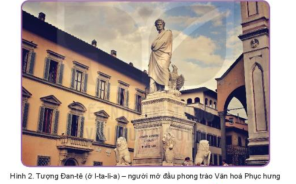 Hình 2. Tượng Đan-tê (ở I-ta-li-a) – người mở đầu phong trào Văn hoá Phục hưng